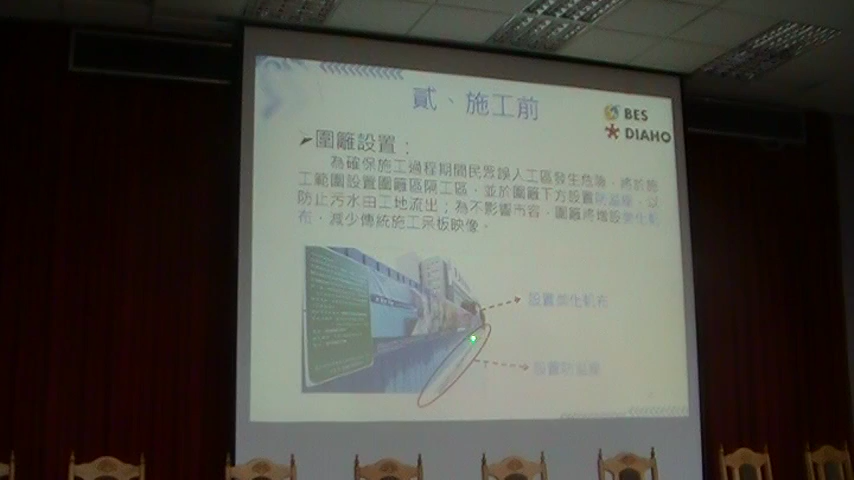 貳、施工前
BES
DIAHO
➢圍籬設置：
為確保施工過程期間民眾誤入工區發生危險，將於施
工範圍設置圍籬區隔工區，並於圍籬下方設置防溢座，以
防止污水由工地流出；為不影響市容，圍籬將增設美化帆
布，減少傳統施工呆板映像。
設置美化帆布
設置防溢座